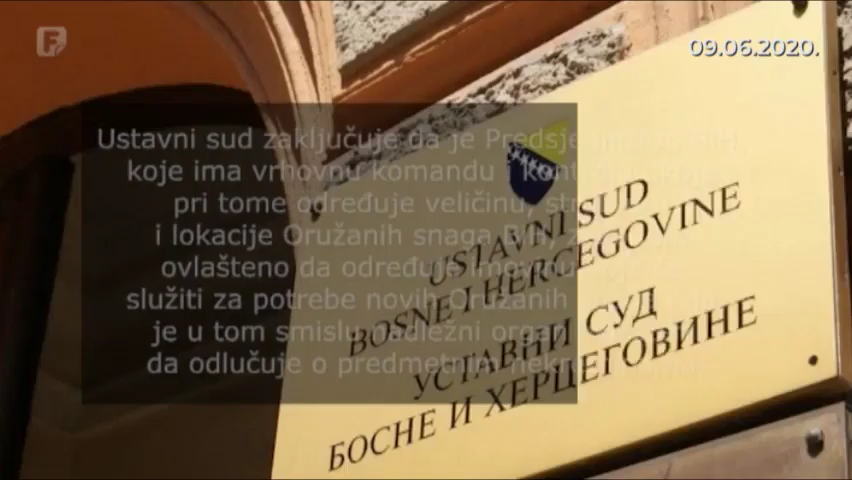 09.06.2020.
Ustavni sud zaključuje da je
koje ima vrhovnu komandu i
pri tome određuje veličinu,
i lokacije Oružanih snaga
ovlašteno da određuje imovinu
služiti za potrebe novih Oružanih
je u tom smislu nadležni organ
da odlučuje o predmetnim
USTAVNI SUD
BOSNE I HERCEGOVINE
УСТАВНИ СУД
БОСНЕ И ХЕРЦЕГОВИНЕ